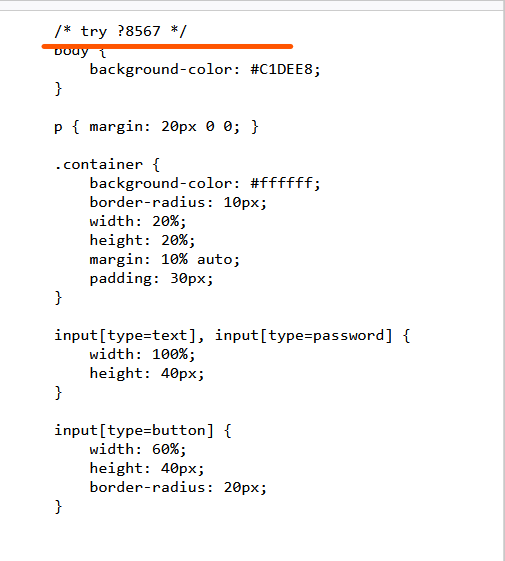 /* try ?8567 */
body {
    background-color: #C1DEE8;
}
p { margin: 20px 0 0; }
.container {
    background-color: #ffffff;
    border-radius: 10px;
    width: 20%;
    height: 20%;
    margin: 10% auto;
    padding: 30px;
}
input[type=text], input[type=password] {
    width: 100%;
    height: 40px;
}
input[type=button] {
    width: 60%;
    height: 40px;
    border-radius: 20px;
}